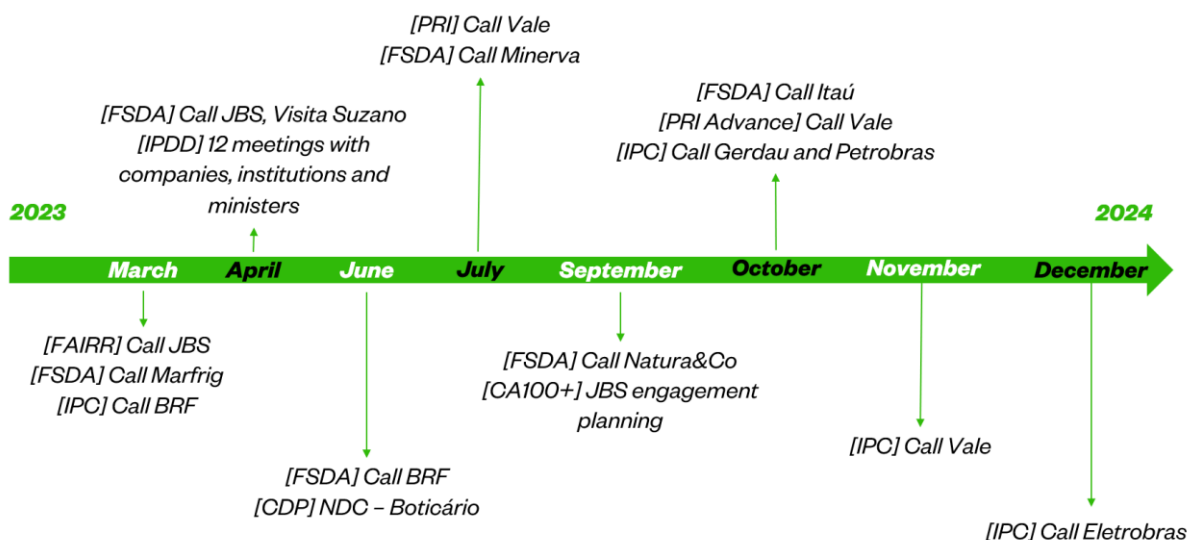 [PRI] Call Vale
[FSDA] Call Minerva
[FSDA] Call JBS, Visita Suzano
[IPDD] 12 meetings with
companies, institutions and
ministers
[FSDA] Call Itaú
[PRI Advance] Call Vale
[IPC] Call Gerdau and Petrobras
2023
2024
March
April
June
July
September
October
November
December
[FAIRR] Call JBS
[FSDA] Call Marfrig
[IPC] Call BRF
[FSDA] Call BRF
[CDP] NDC – Boticário
[FSDA] Call Natura&Co
[CA100+] JBS engagement
planning
[IPC] Call Vale
[IPC] Call Eletrobras